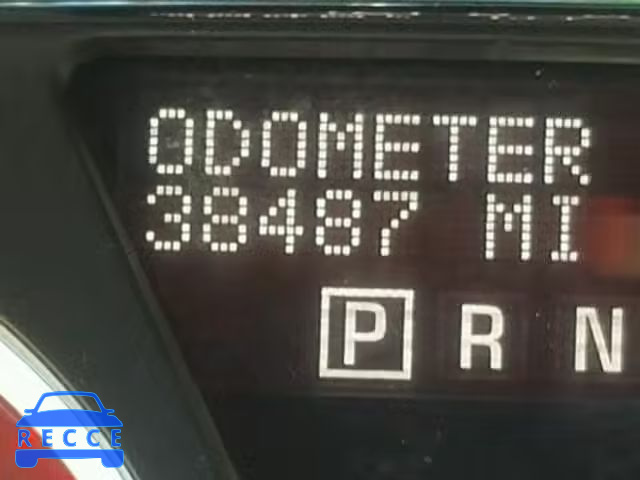 ODOMETER
38487 MI
P R N
RECCE